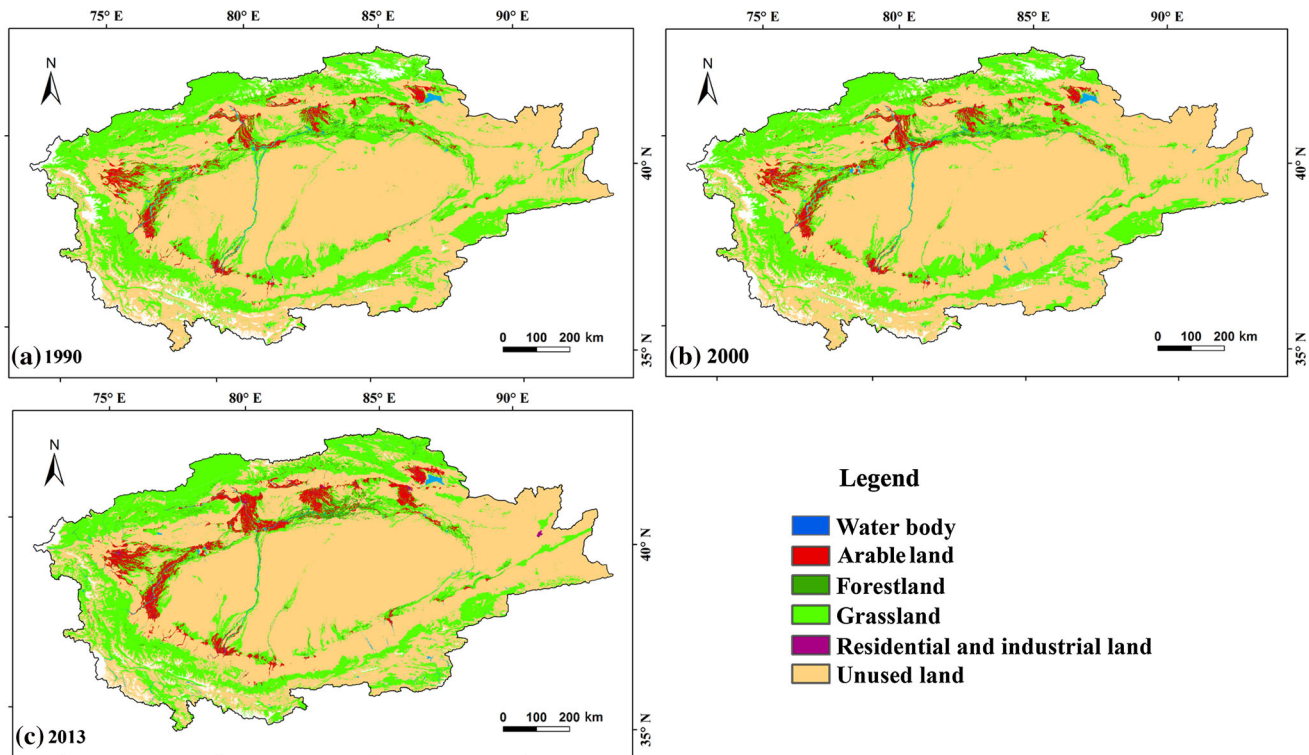 75° E 80° E 85° E 90° E
N
40° N
0 100 200 km
35° N
(a) 1990
75° E 80° E 85° E 90° E
N
40° N
0 100 200 km
35° N
(b) 2000
75° E 80° E 85° E 90° E
N
40° N
0 100 200 km
35° N
(c) 2013
Legend
Water body
Arable land
Forestland
Grassland
Residential and industrial land
Unused land